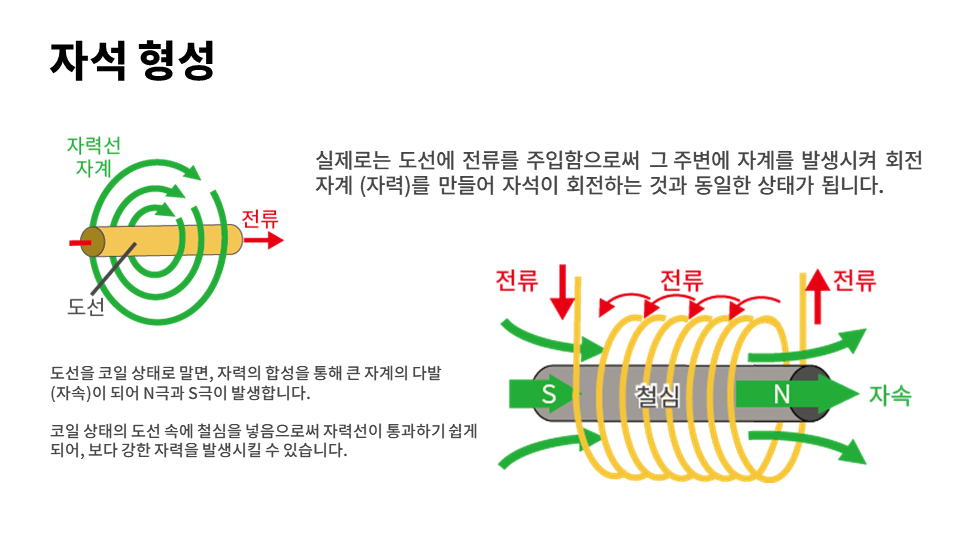 자석 형성
자력선
자계
전류
도선
실제로는 도선에 전류를 주입함으로써 그 주변에 자계를 발생시켜 회전
자계 (자력)를 만들어 자석이 회전하는 것과 동일한 상태가 됩니다.
도선을 코일 상태로 말면, 자력의 합성을 통해 큰 자계의 다발
(자속)이 되어 N극과 S극이 발생합니다.
코일 상태의 도선 속에 철심을 넣음으로써 자력선이 통과하기 쉽게
되어, 보다 강한 자력을 발생시킬 수 있습니다.
전류 전류 전류
S 철심 N 자속